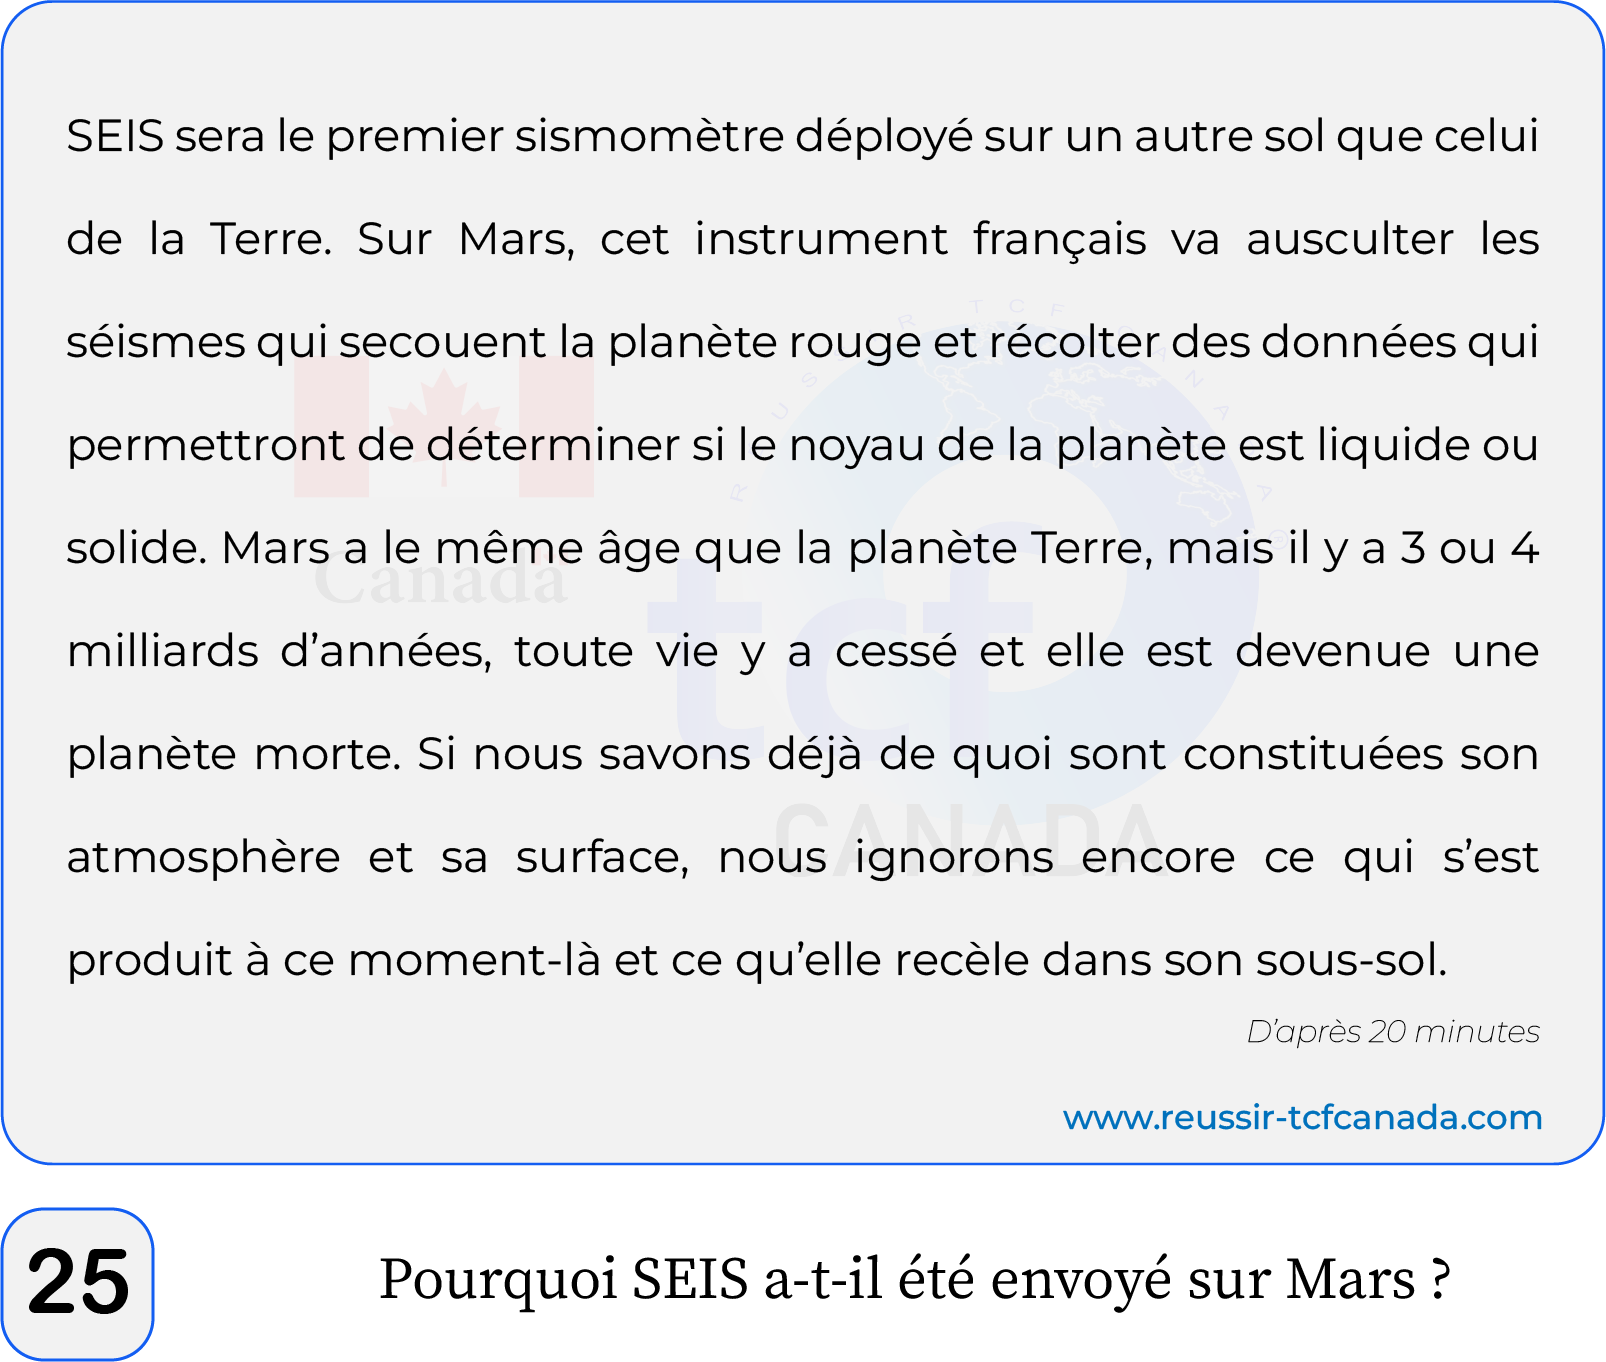 SEIS sera le premier sismomètre déployé sur un autre sol que celui
de la Terre. Sur Mars, cet instrument français va ausculter les
séismes qui secouent la planète rouge et récolter des données qui
permettront de déterminer si le noyau de la planète est liquide ou
solide. Mars a le même âge que la planète Terre, mais il y a 3 ou 4
milliards d’années, toute vie y a cessé et elle est devenue une
planète morte. Si nous savons déjà de quoi sont constituées son
atmosphère et sa surface, nous ignorons encore ce qui s’est
produit à ce moment-là et ce qu’elle recèle dans son sous-sol.
D’après 20 minutes
www.reussir-tcfcanada.com
25
Pourquoi SEIS a-t-il été envoyé sur Mars ?
Canada
tcf
CANADA